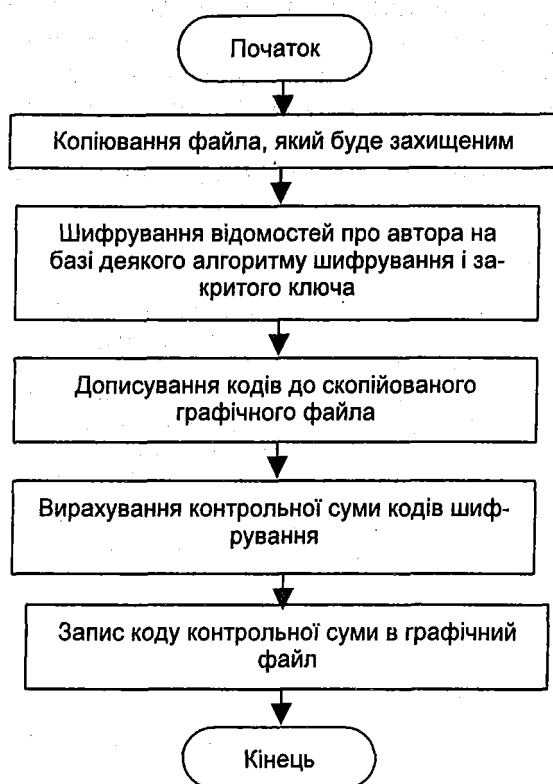 Початок
Копіювання файла, який буде захищеним
Шифрування відомостей про автора на
базі деякого алгоритму шифрування і за-
критого ключа
Дописування кодів до скопійованого
графічного файла
Вирахування контрольної суми кодів шиф-
рування
Запис коду контрольної суми в графічний
файл
Кінець